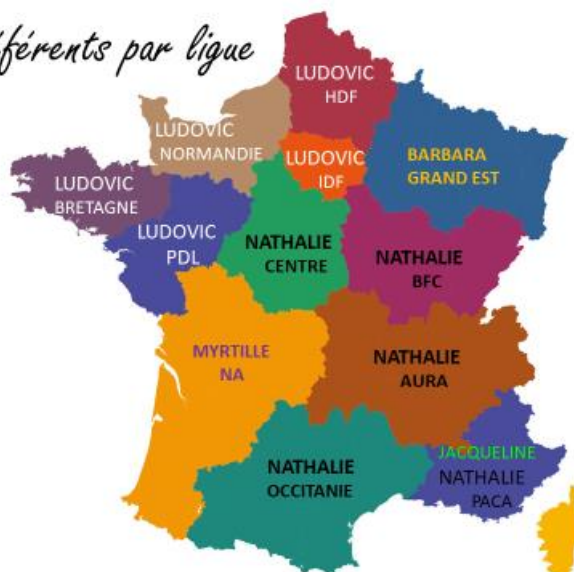 férents par ligue
LUDOVIC
HDF
LUDOVIC
NORMANDIE
LUDOVIC
IDF
BARBARA
GRAND EST
LUDOVIC
BRETAGNE
LUDOVIC
PDL
NATHALIE
CENTRE
NATHALIE
BFC
MYRTILLE
NA
NATHALIE
AURA
JACQUELINE
NATHALIE
PACA
NATHALIE
OCCITANIE